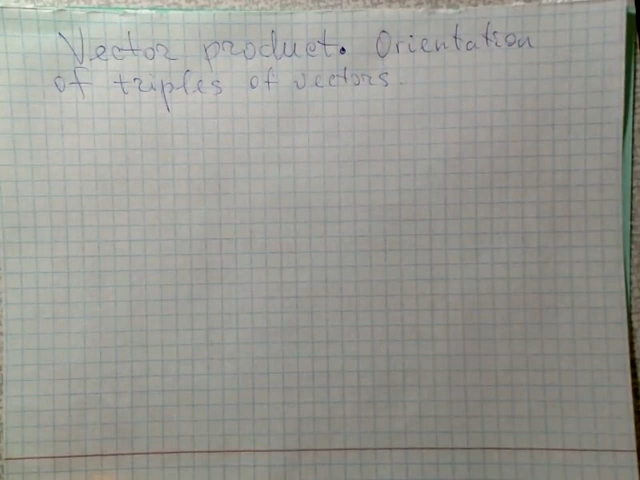 Vector product. Orientation
of triples of vectors.